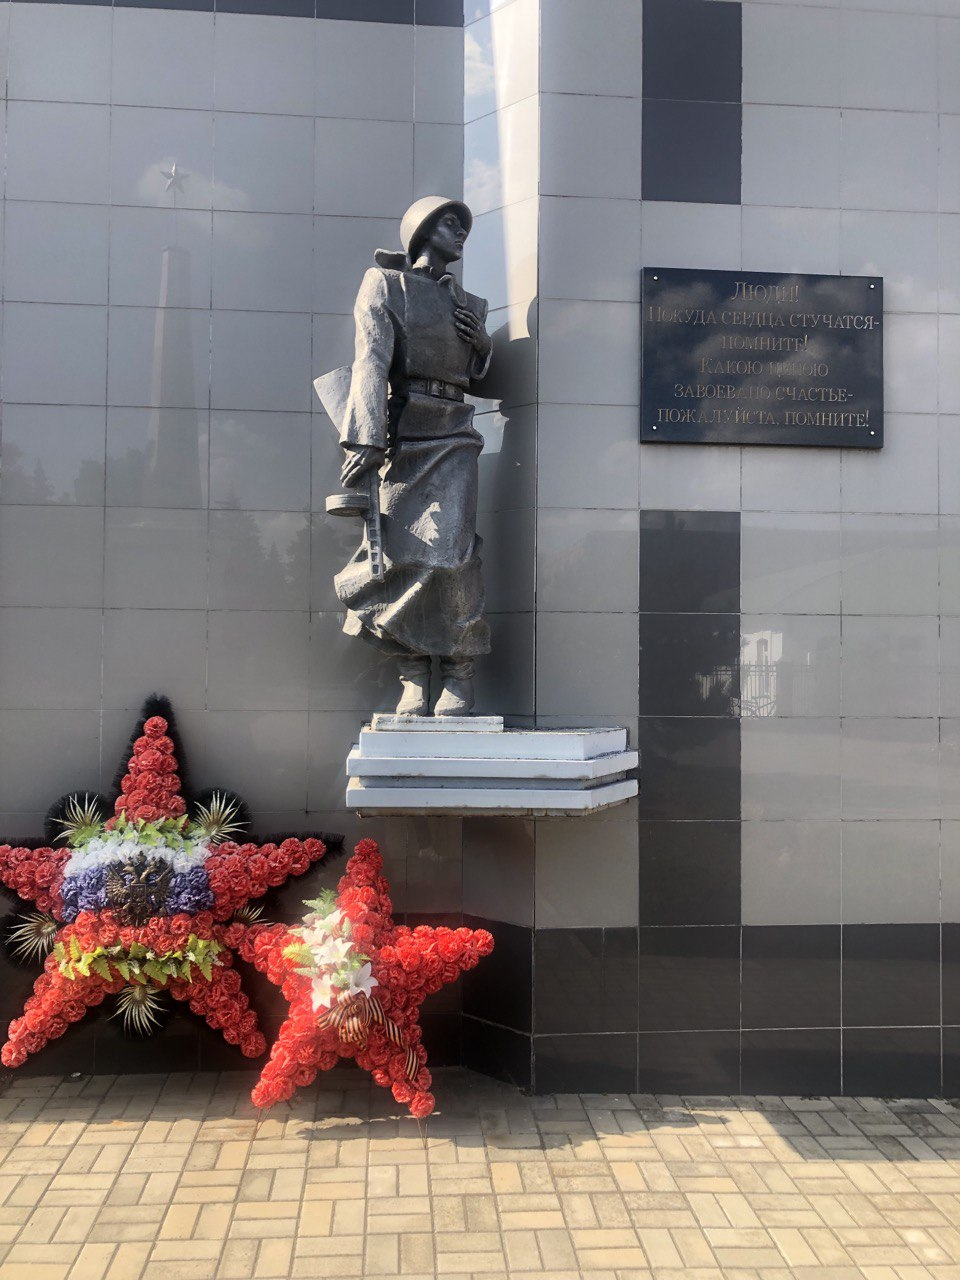 Люди!
Покуда сердца стучатся-
помните!
Какою ценою
завоевано счастье-
пожалуйста, помните!